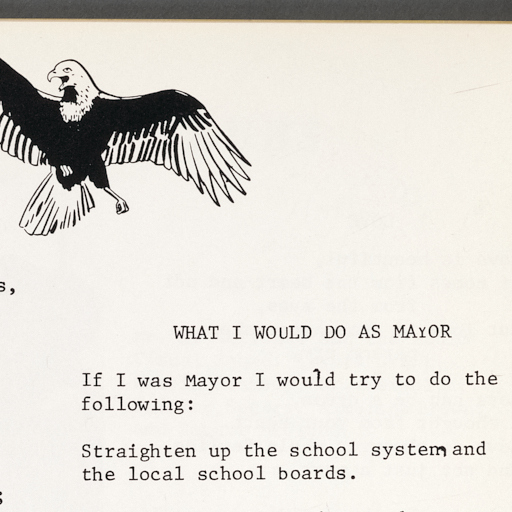 s,
WHAT I WOULD DO AS MAYOR
If I was Mayor I would try to do the
following:
Straighten up the school system and
the local school boards.